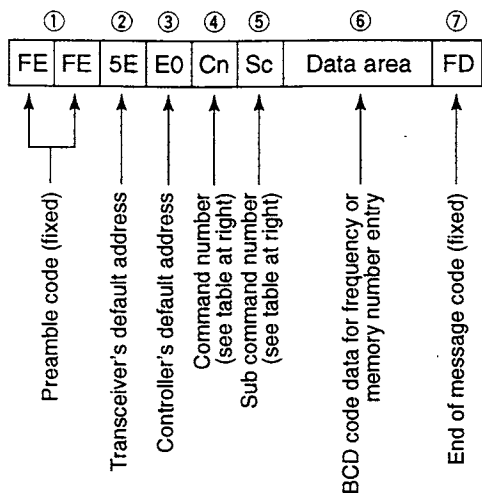 ① ② ③ ④ ⑤ ⑥ ⑦
FE FE 5E E0 Cn Sc Data area FD
Preamble code (fixed)
Transceiver's default address
Controller's default address
Command number
(see table at right)
Sub command number
(see table at right)
BCD code data for frequency or
memory number entry
End of message code (fixed)